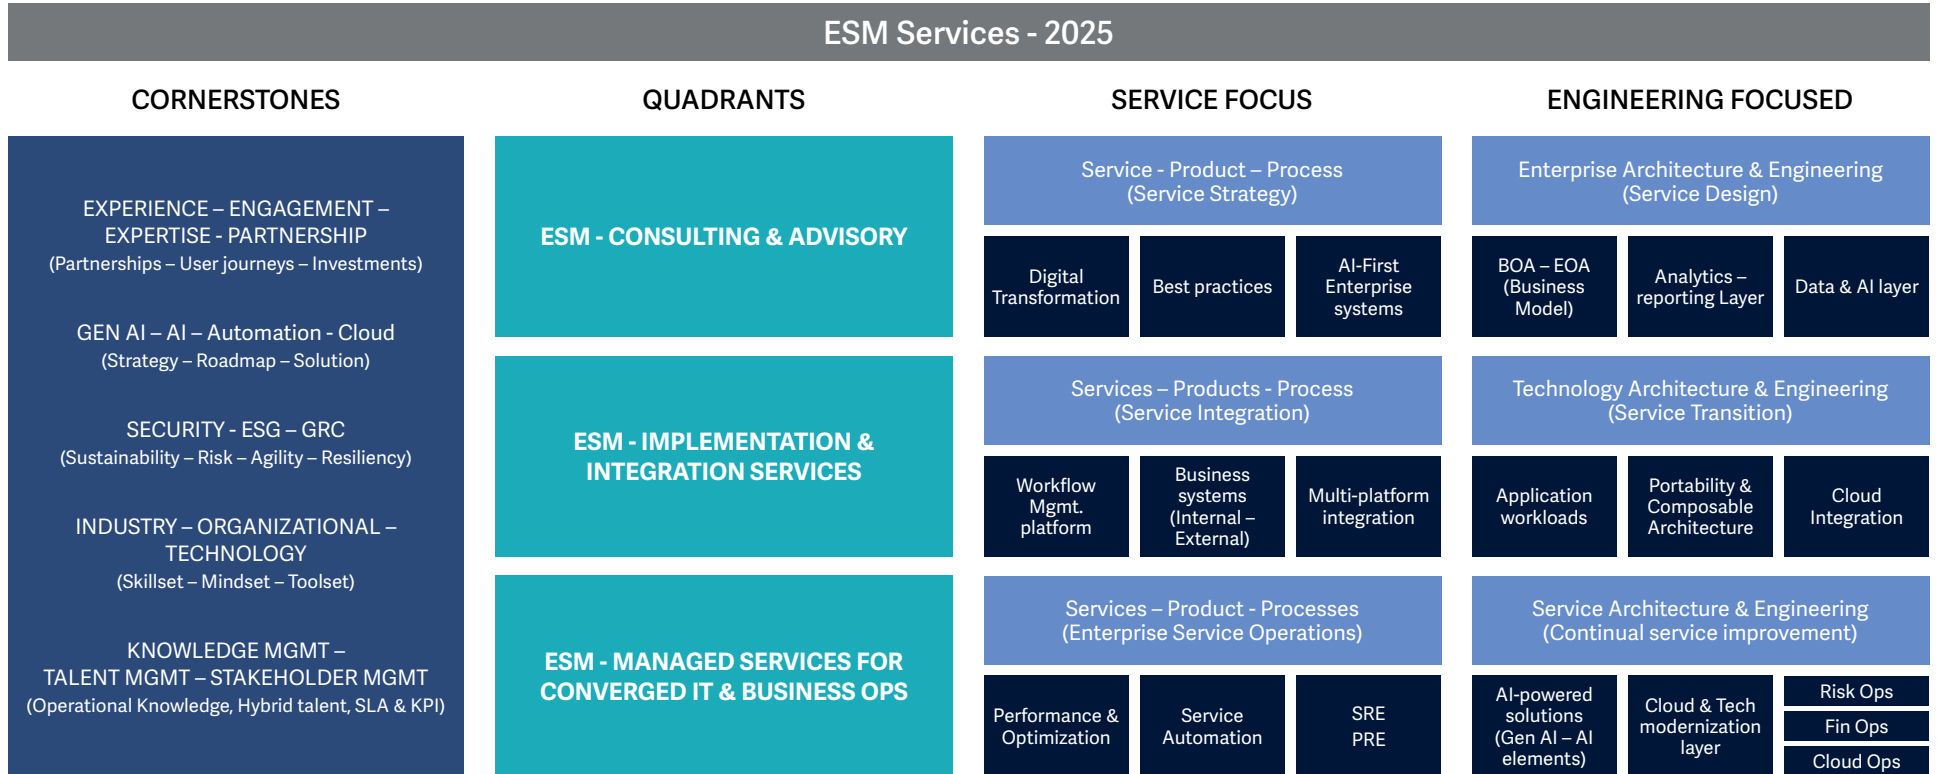 ESM Services - 2025
CORNERSTONES
EXPERIENCE – ENGAGEMENT –
EXPERTISE - PARTNERSHIP
(Partnerships – User journeys – Investments)
GEN AI – AI – Automation - Cloud
(Strategy – Roadmap – Solution)
SECURITY - ESG – GRC
(Sustainability – Risk – Agility – Resiliency)
INDUSTRY – ORGANIZATIONAL –
TECHNOLOGY
(Skillset – Mindset – Toolset)
KNOWLEDGE MGMT –
TALENT MGMT – STAKEHOLDER MGMT
(Operational Knowledge, Hybrid talent, SLA & KPI)
QUADRANTS
ESM - CONSULTING & ADVISORY
ESM - IMPLEMENTATION &
INTEGRATION SERVICES
ESM - MANAGED SERVICES FOR
CONVERGED IT & BUSINESS OPS
SERVICE FOCUS
Service - Product – Process
(Service Strategy)
Digital
Transformation
Best practices
AI-First
Enterprise
systems
Services – Products - Process
(Service Integration)
Workflow
Mgmt.
platform
Business
systems
(Internal –
External)
Multi-platform
integration
Services – Product - Processes
(Enterprise Service Operations)
Performance &
Optimization
Service
Automation
SRE
PRE
ENGINEERING FOCUSED
Enterprise Architecture & Engineering
(Service Design)
BOA – EOA
(Business
Model)
Analytics –
reporting Layer
Data & AI layer
Technology Architecture & Engineering
(Service Transition)
Application
workloads
Portability &
Composable
Architecture
Cloud
Integration
Service Architecture & Engineering
(Continual service improvement)
AI-powered
solutions
(Gen AI – AI
elements)
Cloud & Tech
modernization
layer
Risk Ops
Fin Ops
Cloud Ops